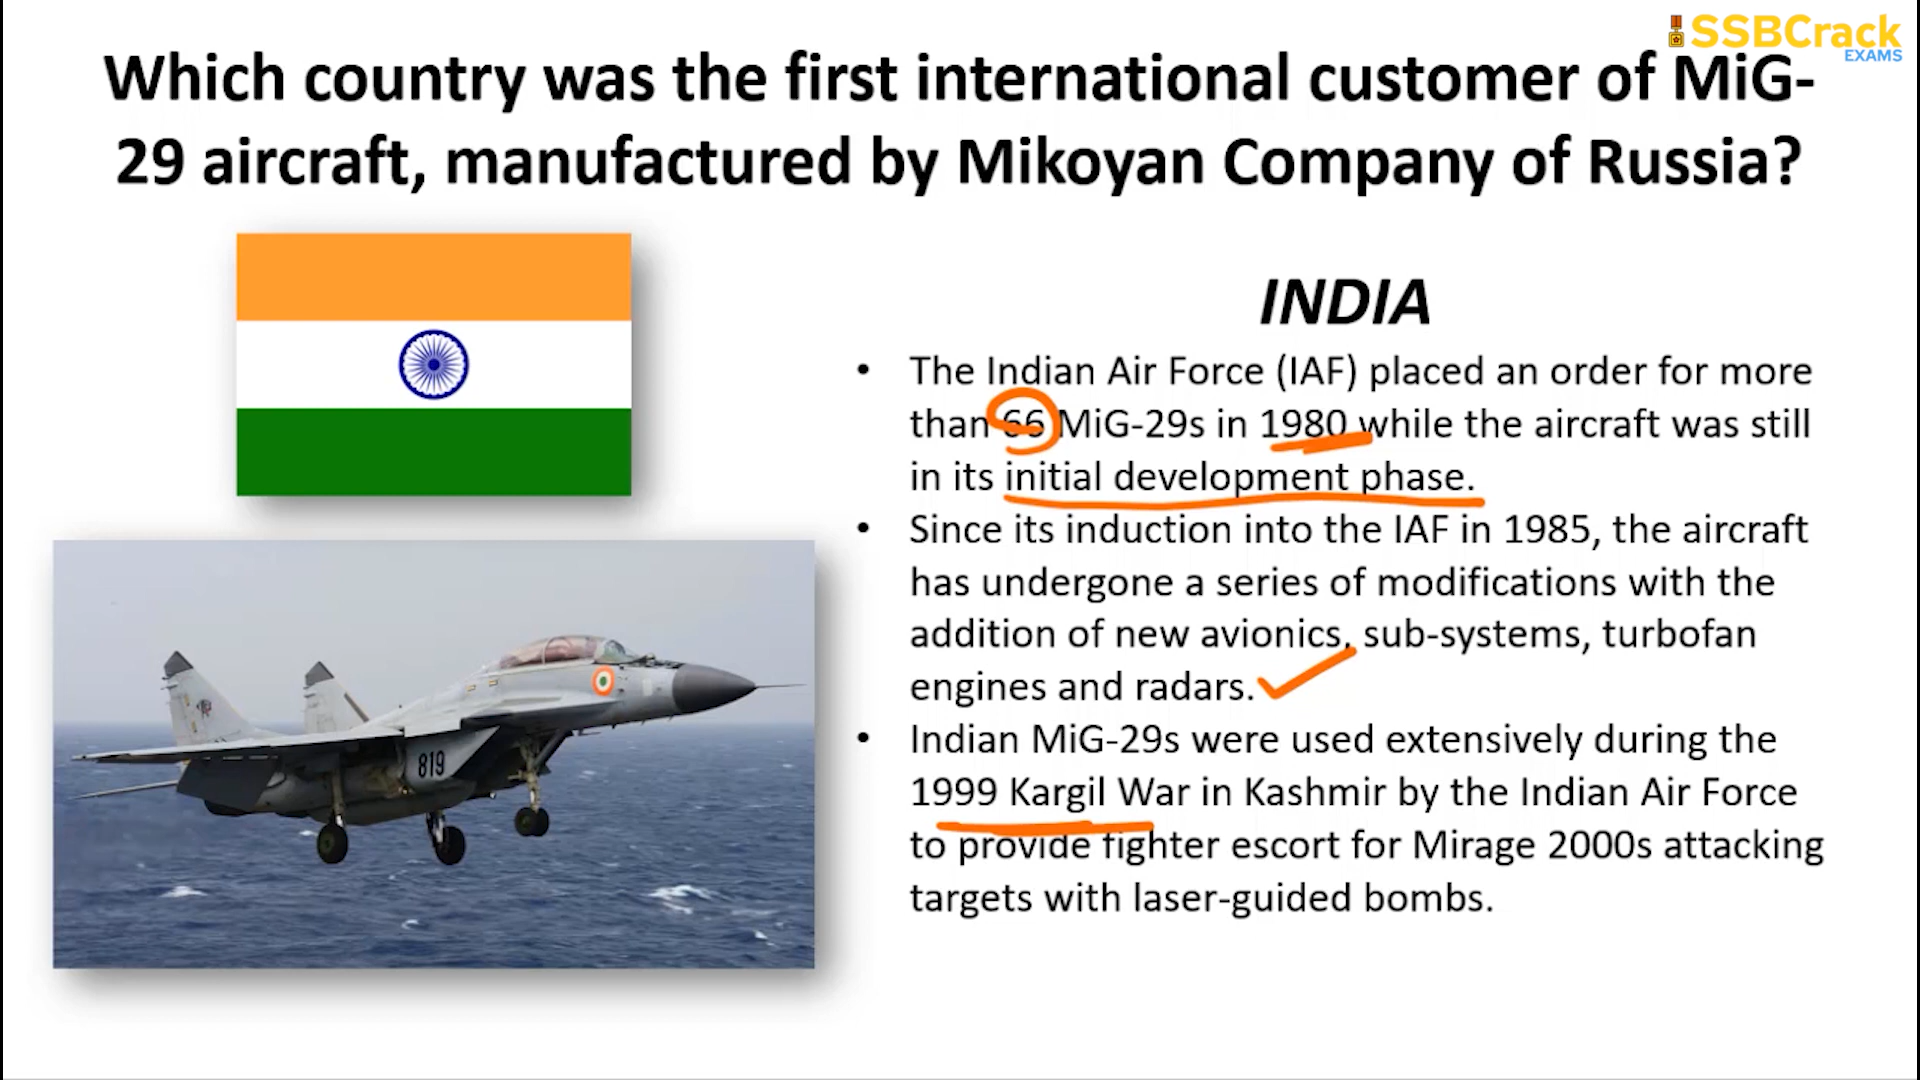 SSBCrack
EXAMS
Which country was the first international customer of MiG-
29 aircraft, manufactured by Mikoyan Company of Russia?
INDIA
• The Indian Air Force (IAF) placed an order for more
than 66 MiG-29s in 1980 while the aircraft was still
in its initial development phase.
• Since its induction into the IAF in 1985, the aircraft
has undergone a series of modifications with the
addition of new avionics, sub-systems, turbofan
engines and radars.
• Indian MiG-29s were used extensively during the
1999 Kargil War in Kashmir by the Indian Air Force
to provide fighter escort for Mirage 2000s attacking
targets with laser-guided bombs.
819